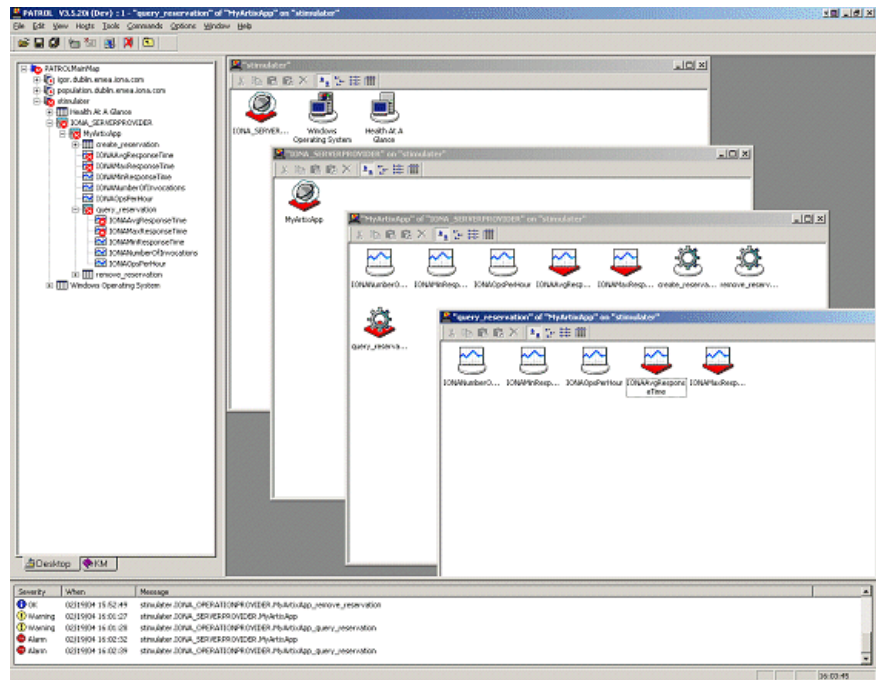 PATROL V3.5.20i (Dev) : 1 - "query_reservation" of "MyArtixApp" on "stimulater"
File Edit View Hosts Tools Commands Options Window Help
PATROLMainMap
igor.dublin.emea.iona.com
population.dublin.emea.iona.com
stimulater
Health At A Glance
IONA_SERVERPROVIDER
MyArtixApp
create_reservation
IONAAvgResponseTime
IONAMaxResponseTime
IONAMinResponseTime
IONANumberOfInvocations
IONAOpsPerHour
query_reservation
IONAAvgResponseTime
IONAMaxResponseTime
IONAMinResponseTime
IONANumberOfInvocations
IONAOpsPerHour
remove_reservation
Windows Operating System
Desktop KM
"stimulater"
IONA_SERVER... Windows Operating System Health At A Glance
"IONA_SERVERPROVIDER" on "stimulater"
MyArtixApp
"MyArtixApp" of "IONA_SERVERPROVIDER" on "stimulater"
IONANumberO... IONAMinResp... IONAOpsPerHour IONAAvgResp... IONAMaxResp... create_reserva... remove_reserv...
query_reserva...
"query_reservation" of "MyArtixApp" on "stimulater"
IONANumberO... IONAMinResp... IONAOpsPerHour IONAAvgRespons IONAMaxResp...
eTime
Severity When Message
OK 02/19/04 15:52:49 stimulater.IONA_OPERATIONPROVIDER.MyArtixApp_remove_reservation
Warning 02/19/04 16:01:27 stimulater.IONA_SERVERPROVIDER.MyArtixApp
Warning 02/19/04 16:01:28 stimulater.IONA_OPERATIONPROVIDER.MyArtixApp_query_reservation
Alarm 02/19/04 16:02:32 stimulater.IONA_SERVERPROVIDER.MyArtixApp
Alarm 02/19/04 16:02:39 stimulater.IONA_OPERATIONPROVIDER.MyArtixApp_query_reservation
16:03:45